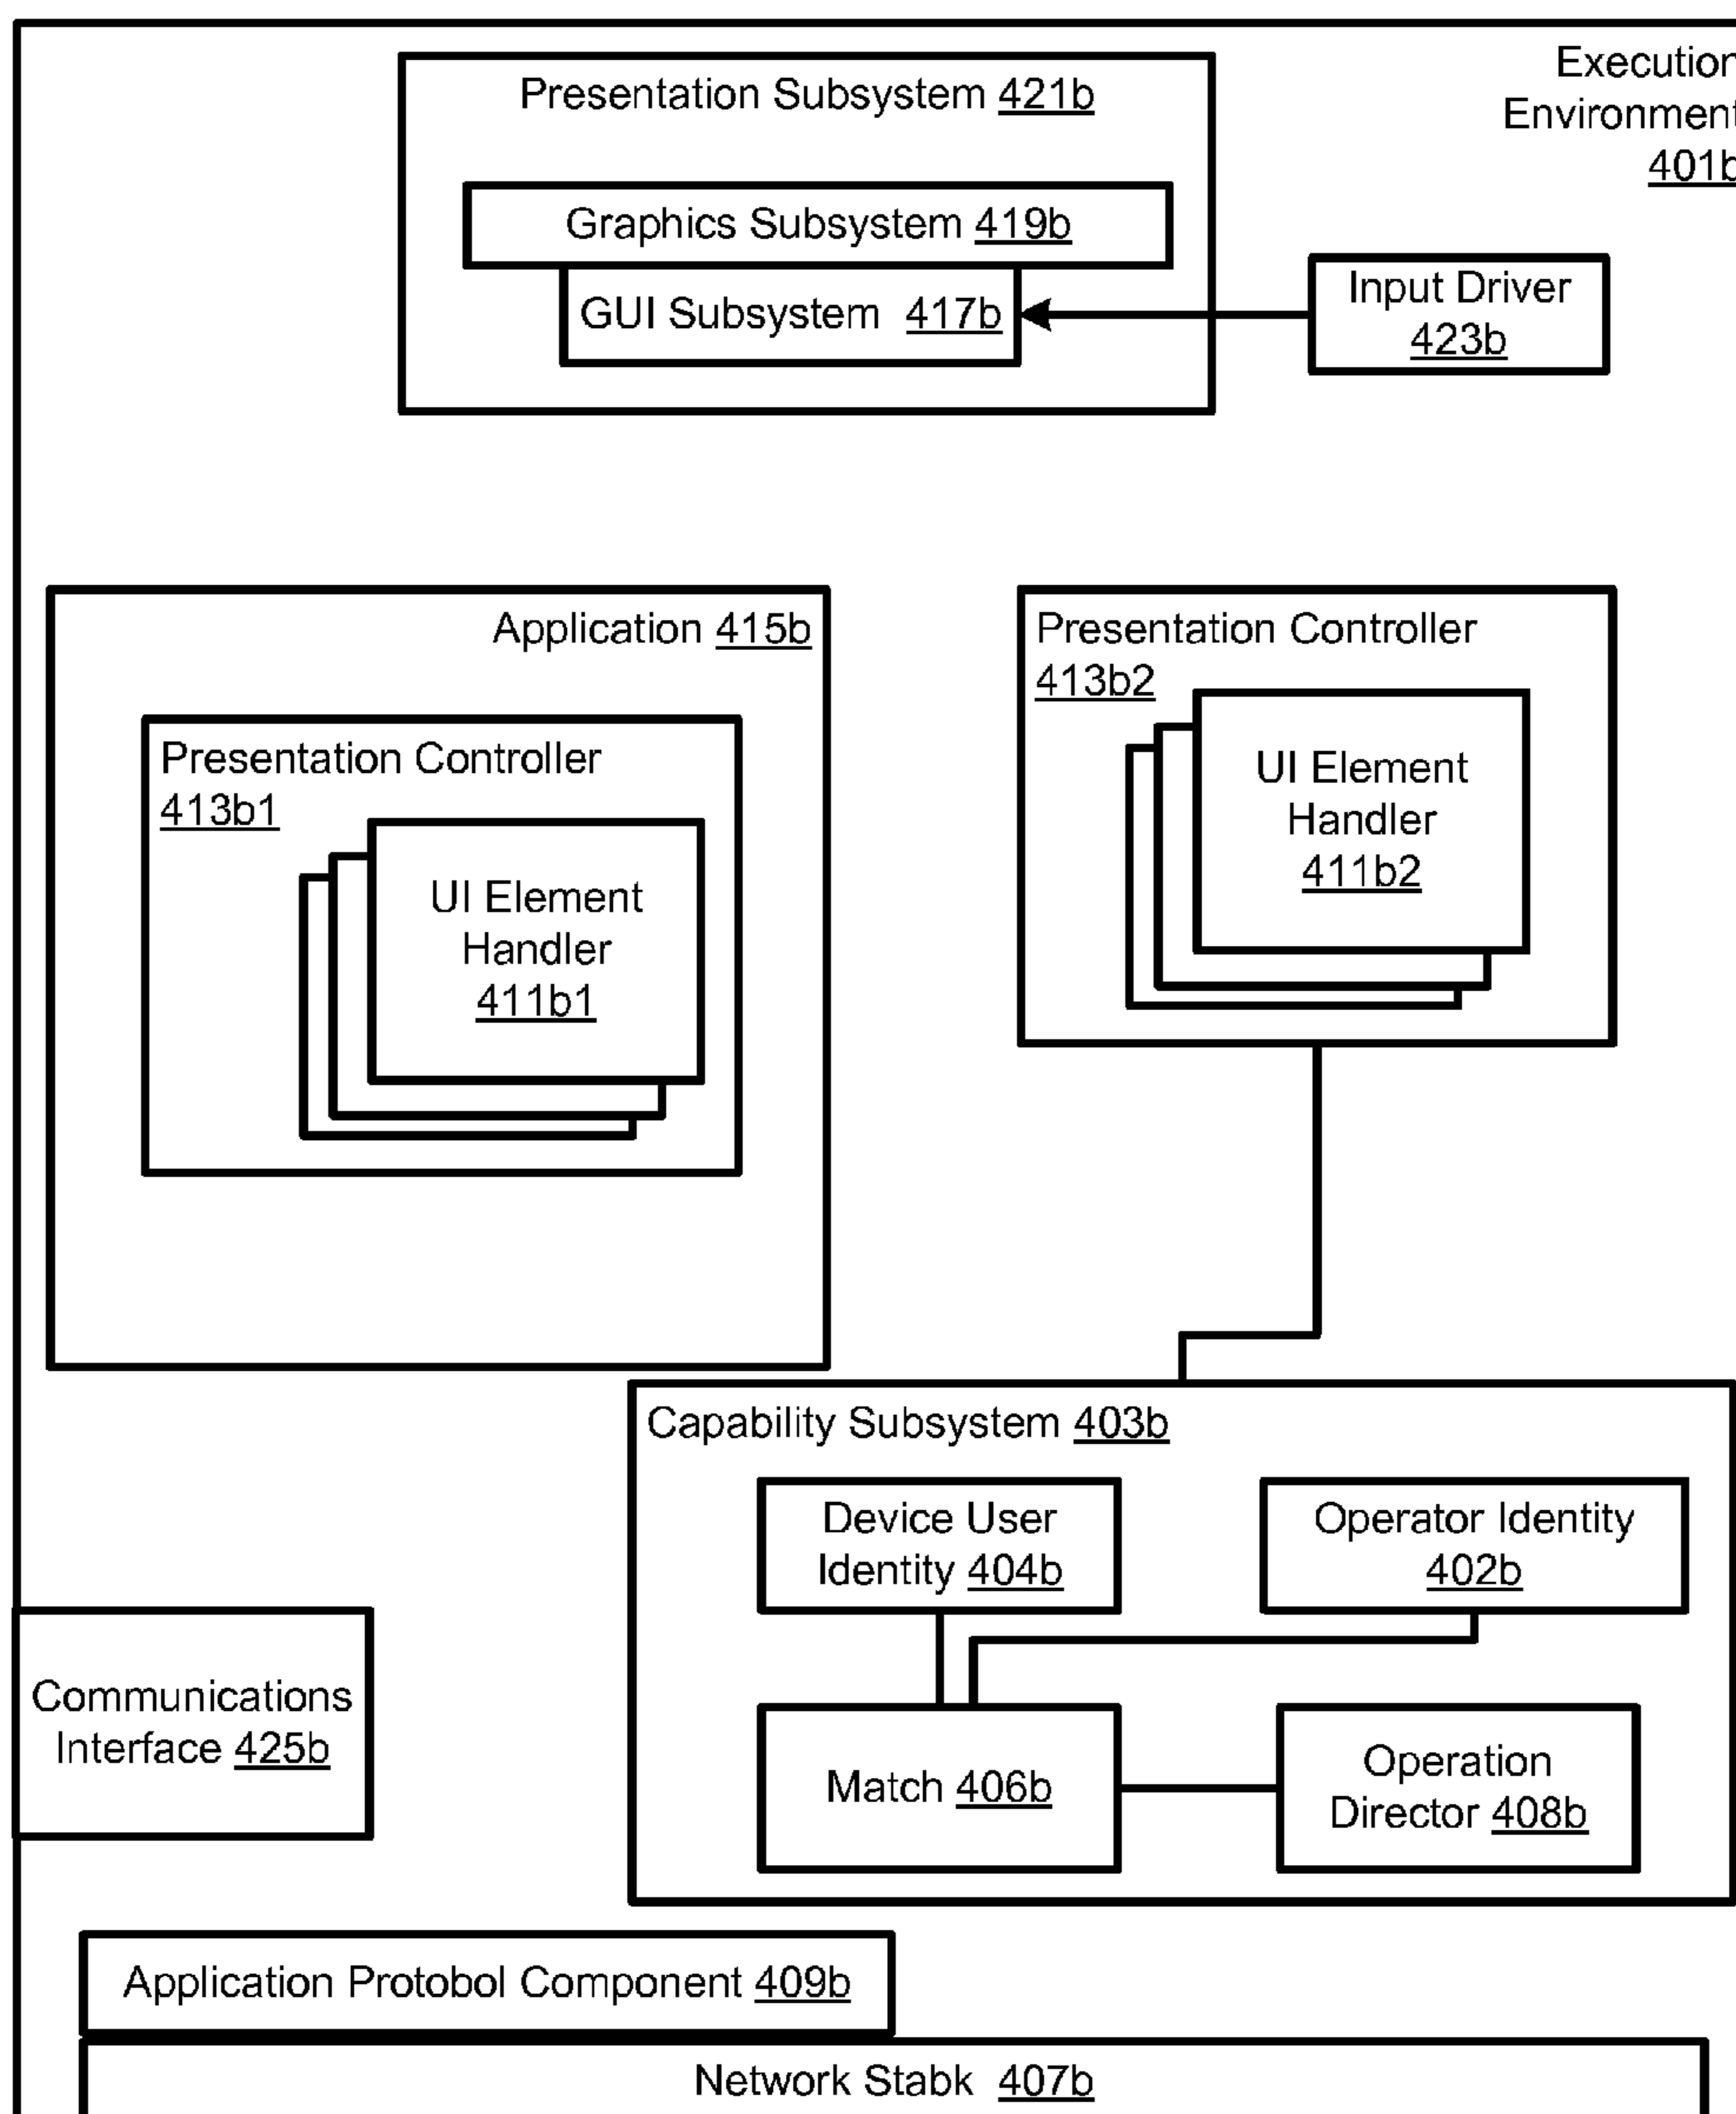 Execution
Environment
401b
Presentation Subsystem 421b
Graphics Subsystem 419b
GUI Subsystem 417b
Input Driver
423b
Application 415b
Presentation Controller
413b1
UI Element
Handler
411b1
Presentation Controller
413b2
UI Element
Handler
411b2
Capability Subsystem 403b
Device User
Identity 404b
Operator Identity
402b
Match 406b
Operation
Director 408b
Communications
Interface 425b
Application Protobol Component 409b
Network Stabk 407b